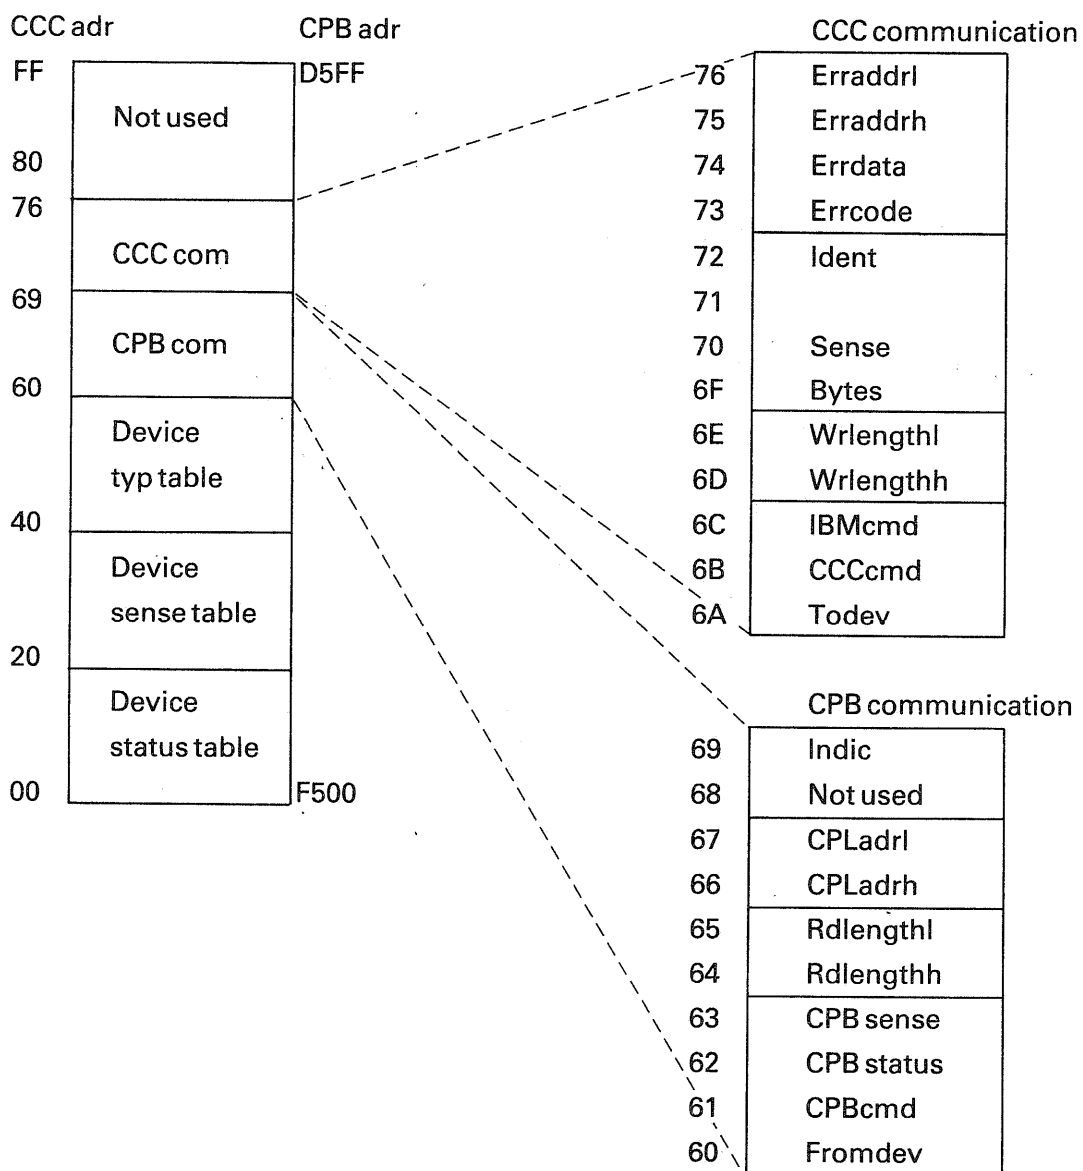 CCC adr
CPB adr
FF
D5FF
Not used
80
76
CCC com
69
CPB com
60
Device
typ table
40
Device
sense table
20
Device
status table
00
F500
CCC communication
76 Erraddrl
75 Erraddrh
74 Errdata
73 Errcode
72 Ident
71
70 Sense
6F Bytes
6E Wrlengthl
6D Wrlengthh
6C IBMcmd
6B CCCcmd
6A Todev
CPB communication
69 Indic
68 Not used
67 CPLadrl
66 CPLadrh
65 Rdlengthl
64 Rdlengthh
63 CPB sense
62 CPB status
61 CPBcmd
60 Fromdev